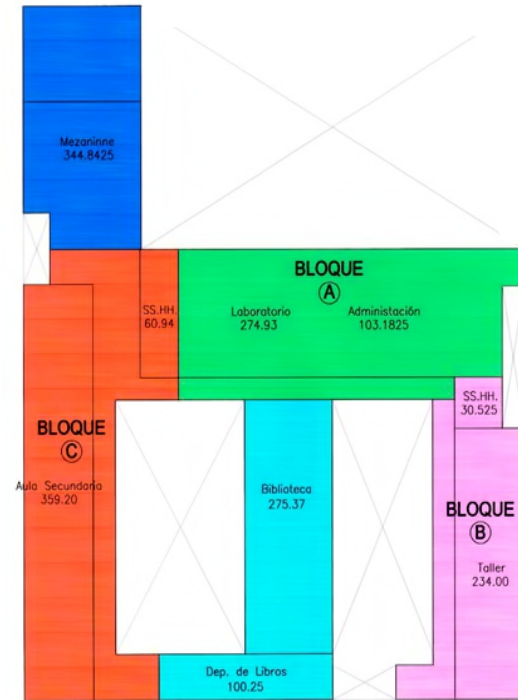 Mezaninne
344.8425
BLOQUE
A
SS.HH.
60.94
Laboratorio
274.93
Administación
103.1825
SS.HH.
30.525
BLOQUE
C
Aula Secundaria
359.20
Biblioteca
275.37
BLOQUE
B
Taller
234.00
Dep. de Libros
100.25